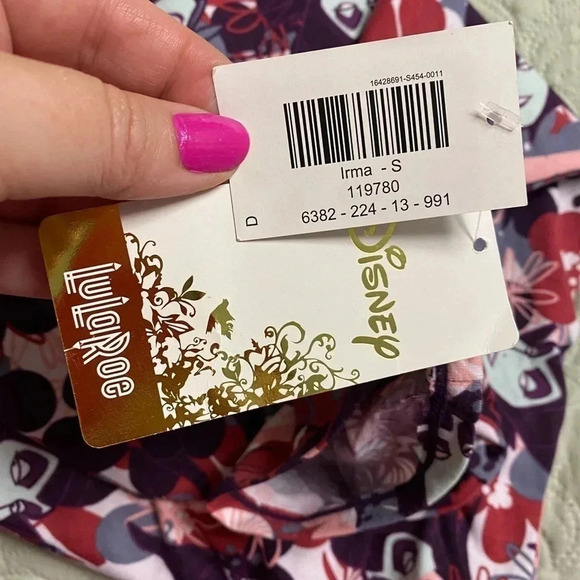 16428691-S454-0011
Irma - S
119780
6382 - 224 - 13 - 991
D
Disney
LuLaRoe